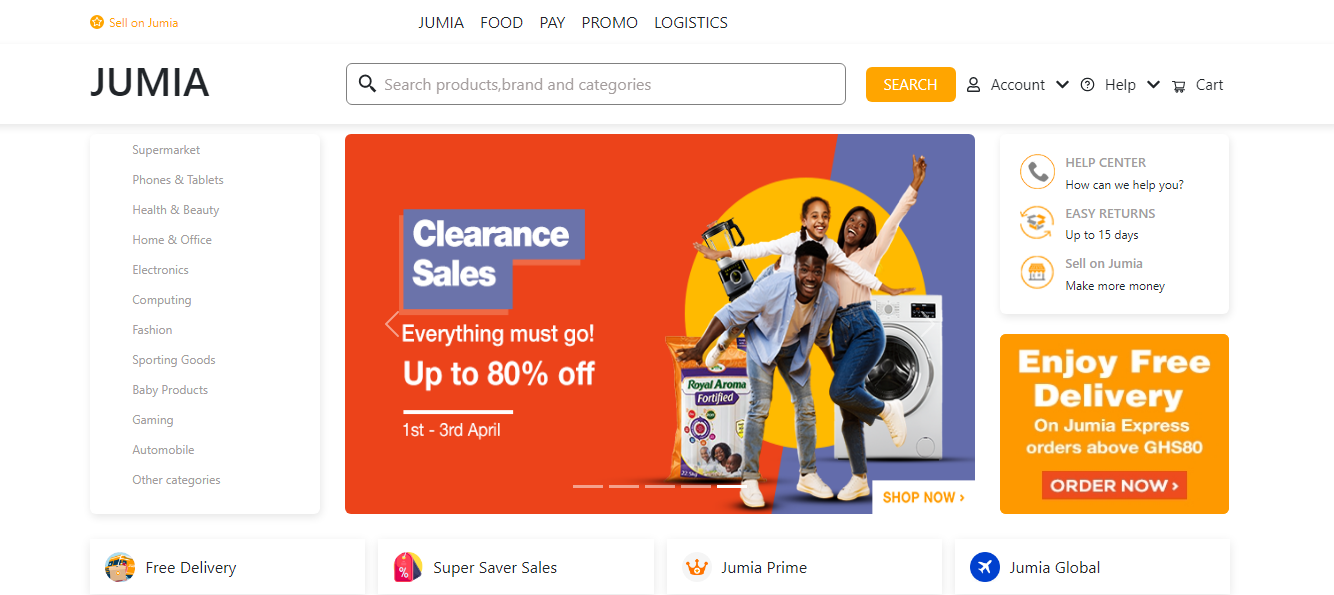 Sell on Jumia
JUMIA FOOD PAY PROMO LOGISTICS
JUMIA
Search products,brand and categories
SEARCH
Account
Help
Cart
Supermarket
Phones & Tablets
Health & Beauty
Home & Office
Electronics
Computing
Fashion
Sporting Goods
Baby Products
Gaming
Automobile
Other categories
Clearance
Sales
Everything must go!
Up to 80% off
1st - 3rd April
Royal Aroma
Fortified
SHOP NOW ›
HELP CENTER
How can we help you?
EASY RETURNS
Up to 15 days
Sell on Jumia
Make more money
Enjoy Free
Delivery
On Jumia Express
orders above GHS80
ORDER NOW ›
Free Delivery
Super Saver Sales
Jumia Prime
Jumia Global